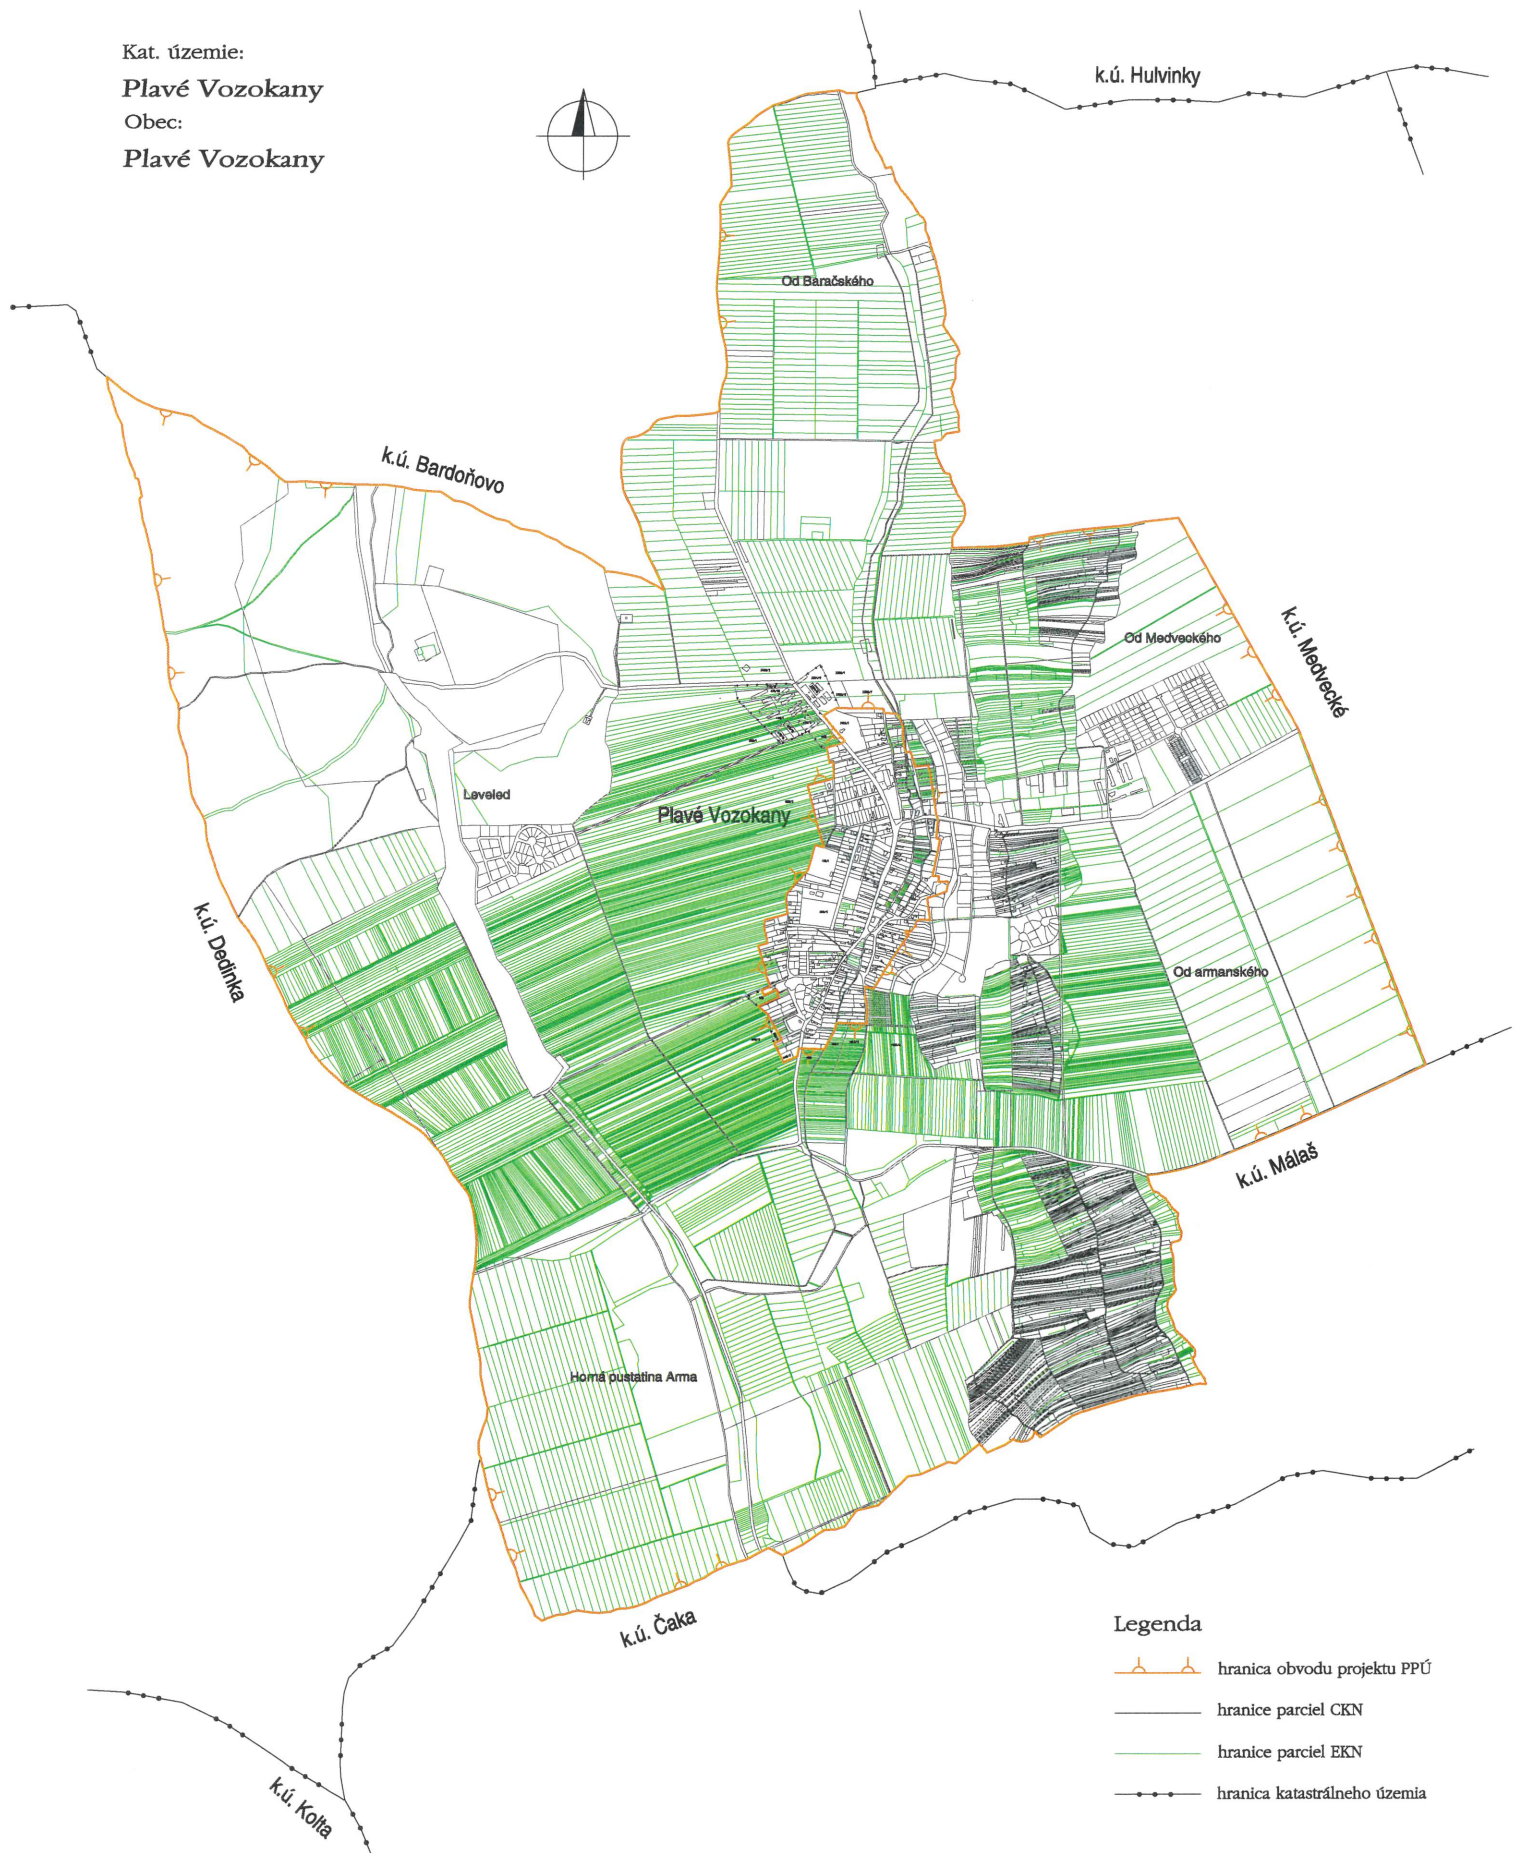 Kat. územie:
Plavé Vozokany
Obec:
Plavé Vozokany
k.ú. Hulvinky
Od Baračského
k.ú. Bardoňovo
Od Medveckého
k.ú. Medvecké
Leveled
Plavé Vozokany
k.ú. Dedinka
Od armanského
k.ú. Málaš
Horná pustatina Arma
k.ú. Čaka
k.ú. Kolta
Legenda
hranica obvodu projektu PPÚ
hranice parciel CKN
hranice parciel EKN
hranica katastrálneho územia